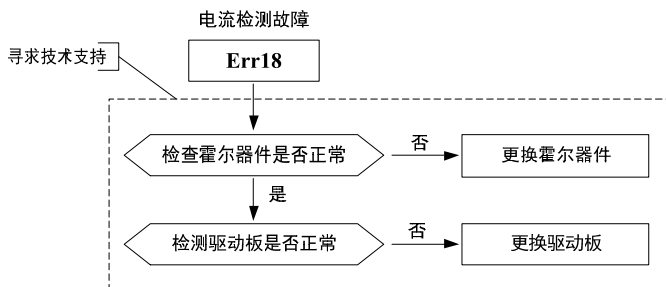 电流检测故障
寻求技术支持
Err18
检查霍尔器件是否正常
否
更换霍尔器件
是
检测驱动板是否正常
否
更换驱动板